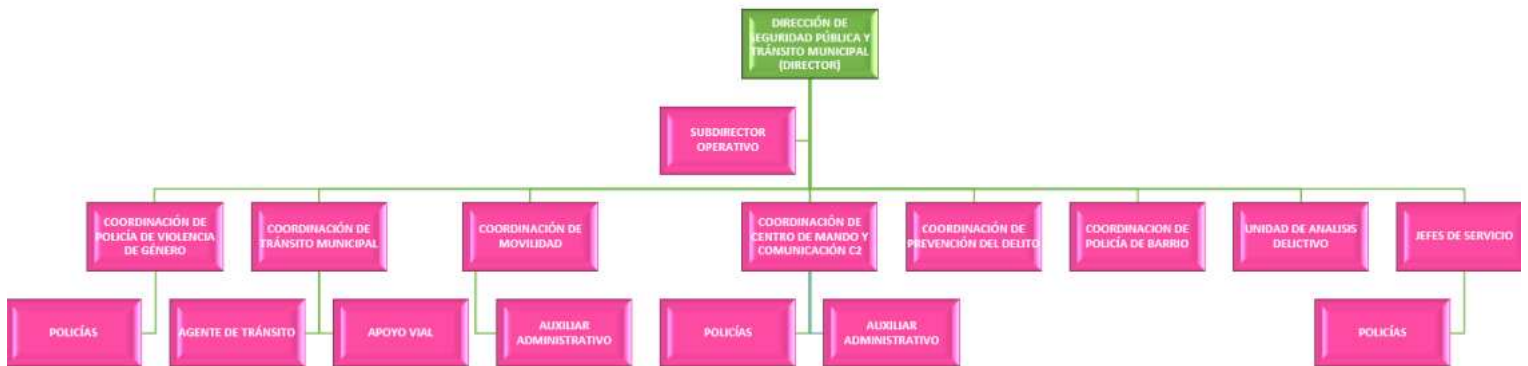 DIRECCIÓN DE
SEGURIDAD PÚBLICA Y
TRÁNSITO MUNICIPAL
(DIRECTOR)
SUBDIRECTOR
OPERATIVO
COORDINACIÓN DE
POLICÍA DE VIOLENCIA
DE GÉNERO
COORDINACIÓN DE
TRÁNSITO MUNICIPAL
COORDINACIÓN DE
MOVILIDAD
COORDINACIÓN DE
CENTRO DE MANDO Y
COMUNICACIÓN C2
COORDINACIÓN DE
PREVENCIÓN DEL DELITO
COORDINACION DE
POLICÍA DE BARRIO
UNIDAD DE ANALISIS
DELICTIVO
JEFES DE SERVICIO
POLICÍAS
AGENTE DE TRÁNSITO
APOYO VIAL
AUXILIAR
ADMINISTRATIVO
POLICÍAS
AUXILIAR
ADMINISTRATIVO
POLICÍAS